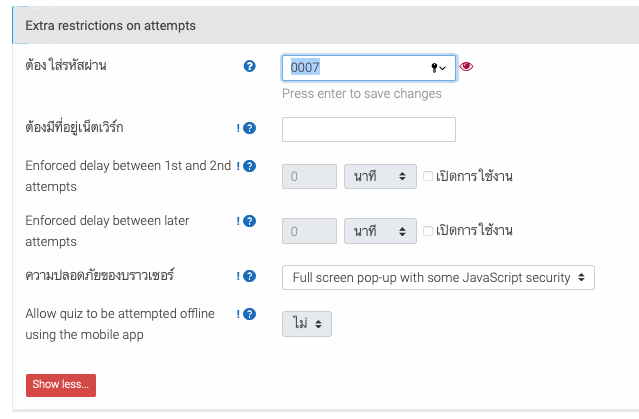 Extra restrictions on attempts
ต้องใส่รหัสผ่าน ? 0007
Press enter to save changes
ต้องมีที่อยู่เน็ตเวิร์ก ! ?
Enforced delay between 1st and 2nd ! ?
attempts
0 นาที เปิดการใช้งาน
Enforced delay between later ! ?
attempts
0 นาที เปิดการใช้งาน
ความปลอดภัยของบราวเซอร์ ! ? Full screen pop-up with some JavaScript security
Allow quiz to be attempted offline ! ?
using the mobile app
ไม่
Show less...